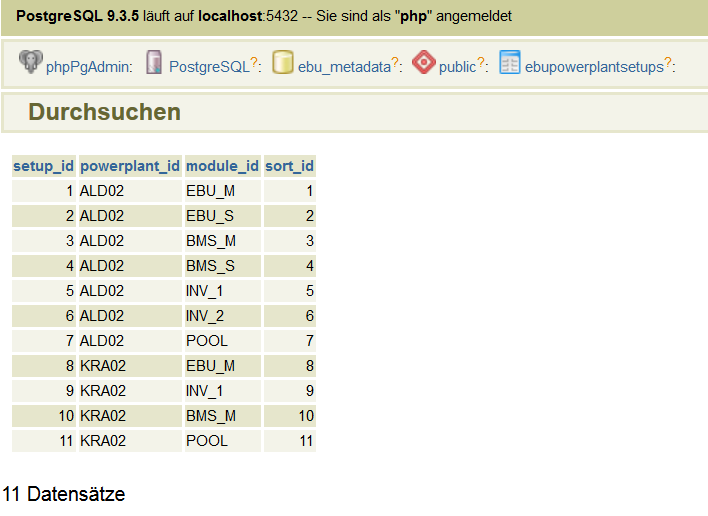 PostgreSQL 9.3.5 läuft auf localhost:5432 -- Sie sind als "php" angemeldet
phpPgAdmin: PostgreSQL?: ebu_metadata?: public?: ebupowerplantsetups?:
Durchsuchen
setup_id powerplant_id module_id sort_id
1 ALD02 EBU_M 1
2 ALD02 EBU_S 2
3 ALD02 BMS_M 3
4 ALD02 BMS_S 4
5 ALD02 INV_1 5
6 ALD02 INV_2 6
7 ALD02 POOL 7
8 KRA02 EBU_M 8
9 KRA02 INV_1 9
10 KRA02 BMS_M 10
11 KRA02 POOL 11
11 Datensätze